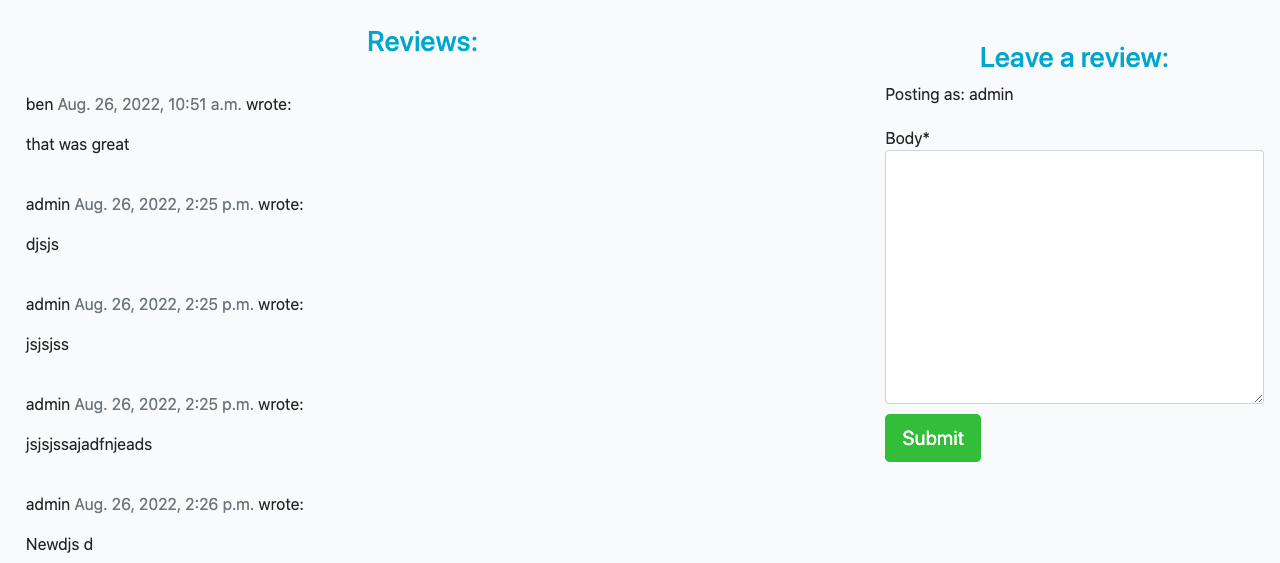 Reviews:
ben Aug. 26, 2022, 10:51 a.m. wrote:
that was great
admin Aug. 26, 2022, 2:25 p.m. wrote:
djsjs
admin Aug. 26, 2022, 2:25 p.m. wrote:
jsjsjss
admin Aug. 26, 2022, 2:25 p.m. wrote:
jsjsjssajadfnjeads
admin Aug. 26, 2022, 2:26 p.m. wrote:
Newdjs d
Leave a review:
Posting as: admin
Body*
Submit